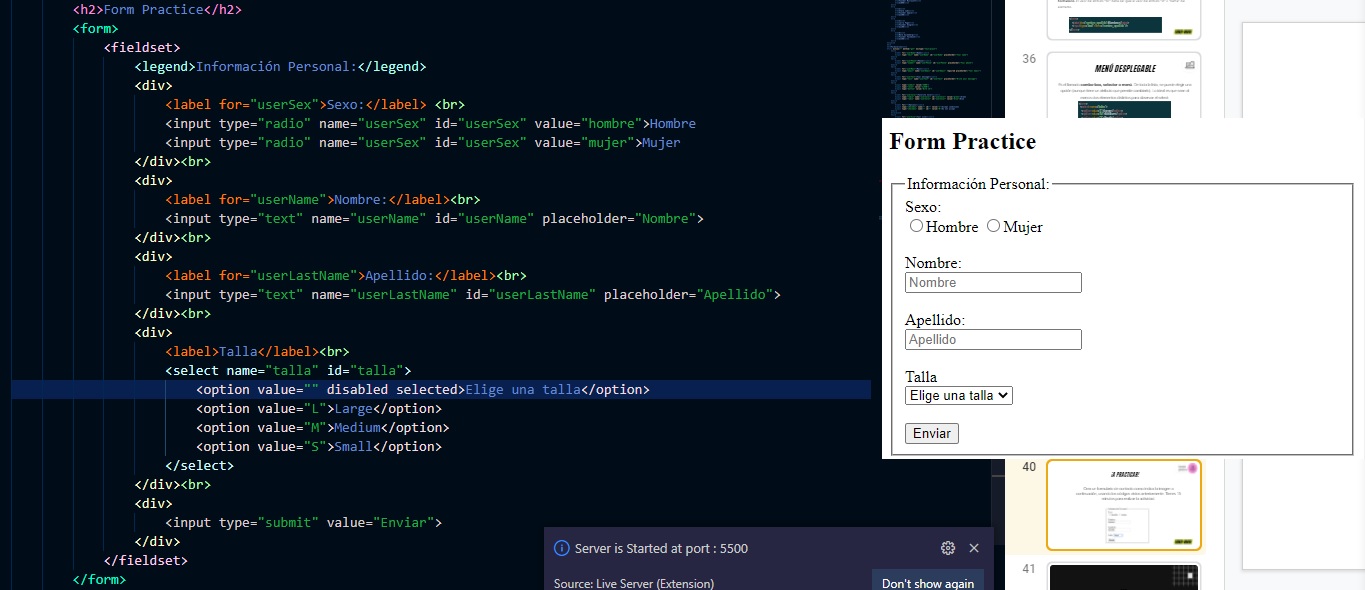 <h2>Form Practice</h2>
<form>
<fieldset>
<legend>Información Personal:</legend>
<div>
<label for="userSex">Sexo:</label> <br>
<input type="radio" name="userSex" id="userSex" value="hombre">Hombre
<input type="radio" name="userSex" id="userSex" value="mujer">Mujer
</div><br>
<div>
<label for="userName">Nombre:</label><br>
<input type="text" name="userName" id="userName" placeholder="Nombre">
</div><br>
<div>
<label for="userLastName">Apellido:</label><br>
<input type="text" name="userLastName" id="userLastName" placeholder="Apellido">
</div><br>
<div>
<label>Talla</label><br>
<select name="talla" id="talla">
<option value="" disabled selected>Elige una talla</option>
<option value="L">Large</option>
<option value="M">Medium</option>
<option value="S">Small</option>
</select>
</div><br>
<div>
<input type="submit" value="Enviar">
</div>
</fieldset>
</form>
Server is Started at port : 5500
Source: Live Server (Extension)
Don't show again
36
MENÚ DESPLEGABLE
Form Practice
Información Personal:
Sexo:
Hombre Mujer
Nombre:
Nombre
Apellido:
Apellido
Talla
Elige una talla
Enviar
40
¡A PRACTICAR!
41